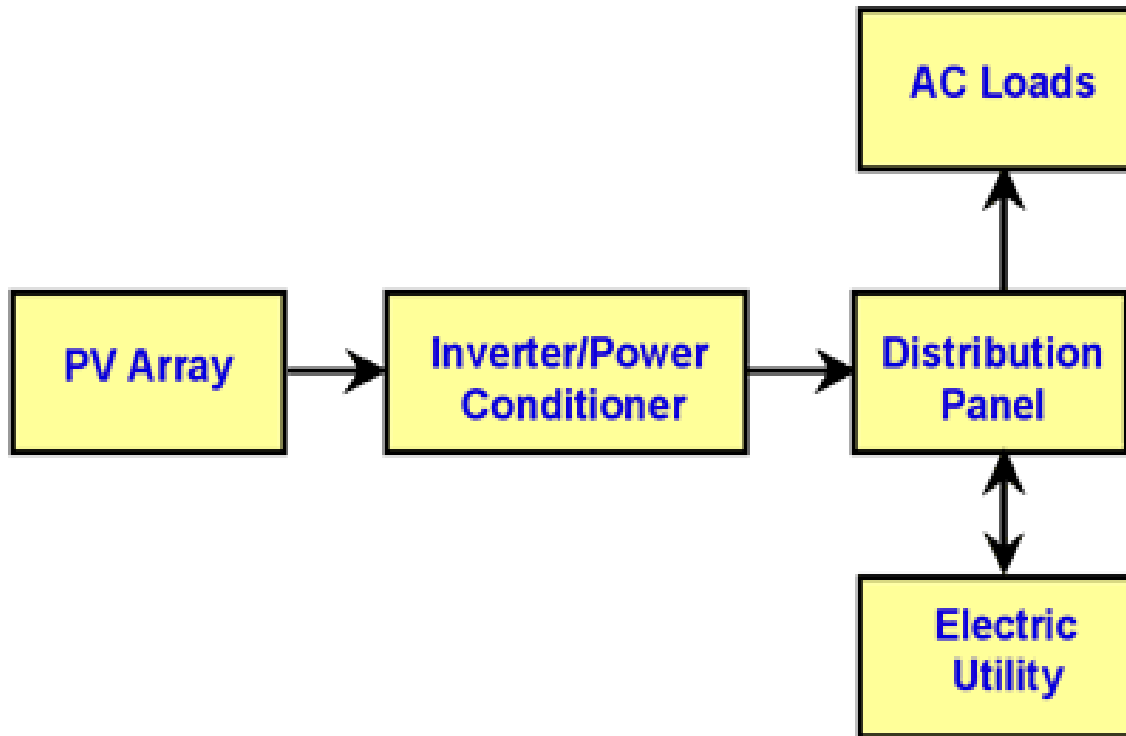 AC Loads
PV Array
Inverter/Power
Conditioner
Distribution
Panel
Electric
Utility